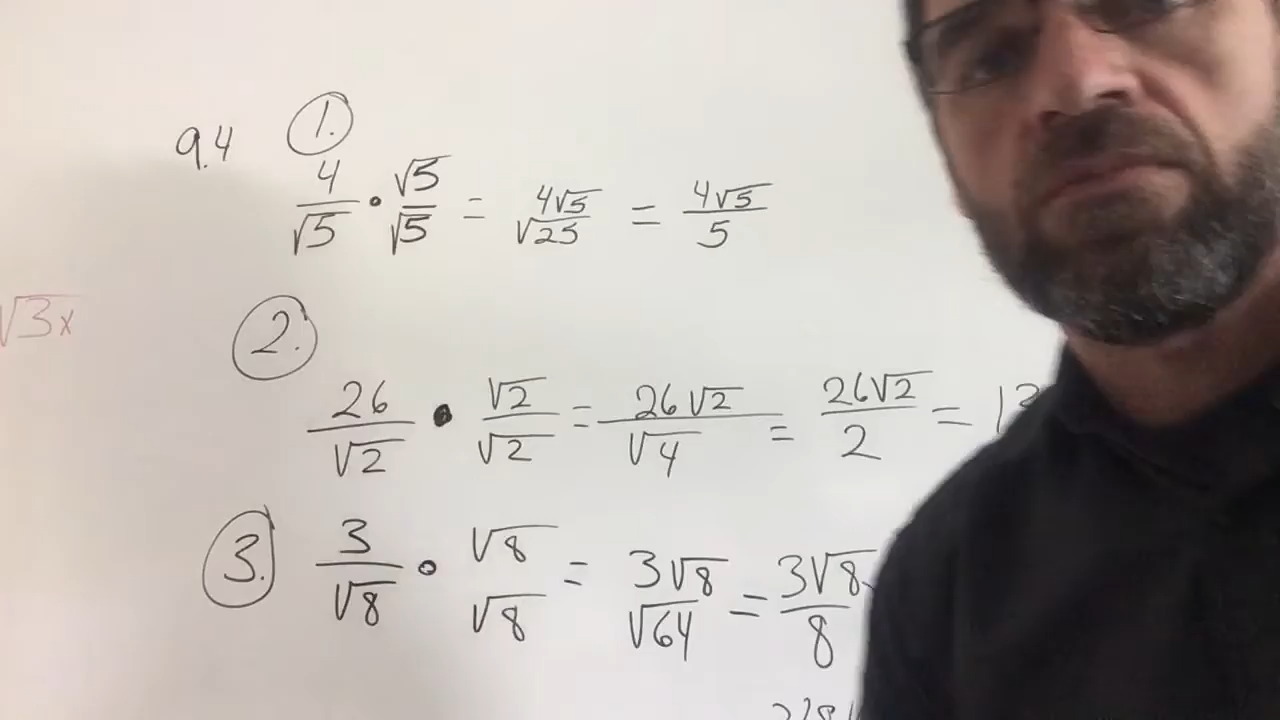 9.4 1.
4/√5 • √5/√5 = 4√5/√25 = 4√5/5
√3x
2.
26/√2 • √2/√2 = 26√2/√4 = 26√2/2 = 1
3. 3/√8 • √8/√8 = 3√8/√64 = 3√8/8